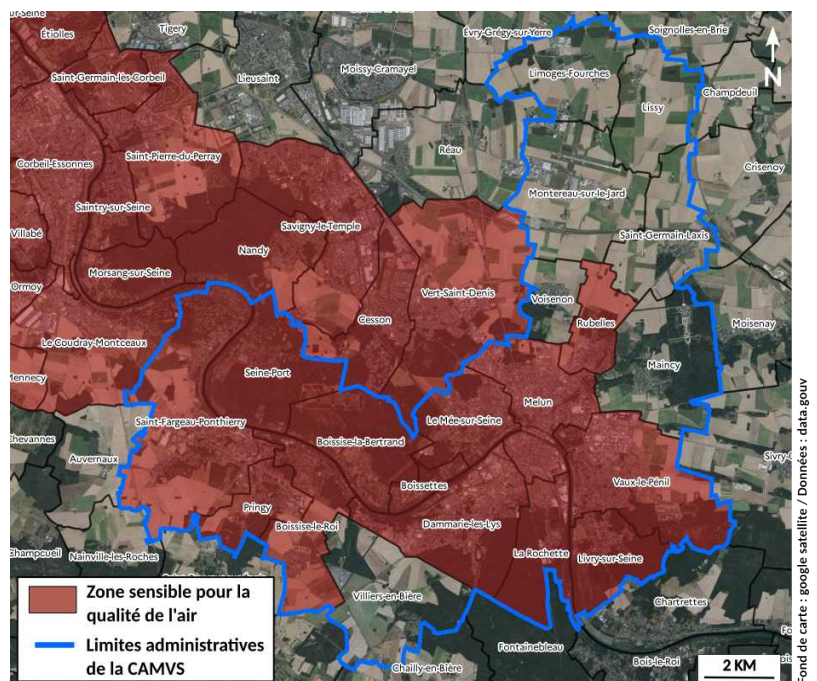 ur-Seine
Étiolles
Tigery
Évry-Grégy-sur-Yerre
Soignolles-en-Brie
Saint-Germain-lès-Corbeil
Lieusaint
Moissy-Cramayel
Limoges-Fourches
N
Champdeuil
Lissy
Corbeil-Essonnes
Saint-Pierre-du-Perray
Réau
Crisenoy
Saintry-sur-Seine
Montereau-sur-le-Jard
Villabé
Savigny-le-Temple
Saint-Germain-Laxis
Nandy
Morsang-sur-Seine
Ormoy
Vert-Saint-Denis
Voisenon
Cesson
Rubelles
Moisenay
Le Coudray-Montceaux
Maincy
Seine-Port
Mennecy
Melun
Saint-Fargeau-Ponthierry
Le Mée-sur-Seine
Chevannes
Boissise-la-Bertrand
Auvernaux
Sivry-C
Boissettes
Vaux-le-Pénil
Pringy
Boissise-le-Roi
Dammarie-les-Lys
Champcueil
Nainville-les-Roches
La Rochette
Livry-sur-Seine
Villiers-en-Bière
Chartrettes
Fontainebleau
Bois-le-Roi
Chailly-en-Bière
Zone sensible pour la
qualité de l'air
Limites administratives
de la CAMVS
2 KM
Fond de carte : google satellite / Données : data.gouv